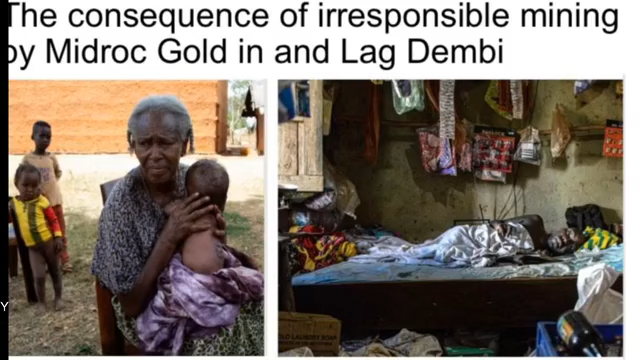 The consequence of irresponsible mining
by Midroc Gold in and Lag Dembi
Y